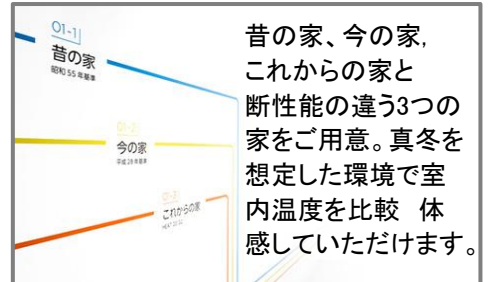 01-1
昔の家
昭和55年基準
01-2
今の家
平成28年基準
01-3
これからの家
昔の家、今の家,
これからの家と
断性能の違う3つの
家をご用意。真冬を
想定した環境で室
内温度を比較　体
感していただけます。